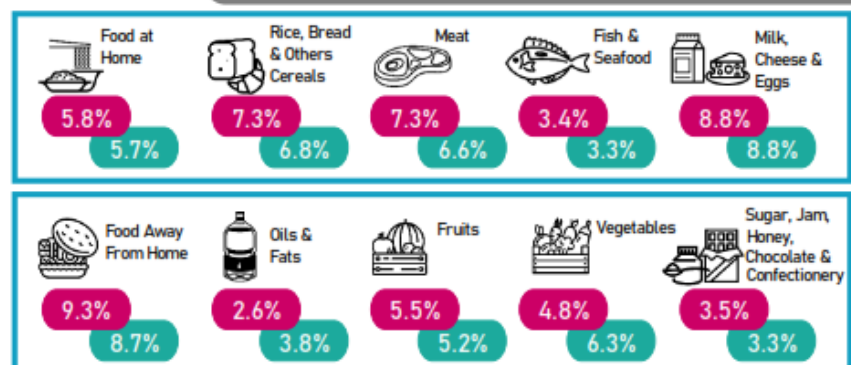 Food at
Home
5.8%
5.7%
Rice, Bread
& Others
Cereals
7.3%
6.8%
Meat
7.3%
6.6%
Fish &
Seafood
3.4%
3.3%
Milk,
Cheese &
Eggs
8.8%
8.8%
Food Away
From Home
9.3%
8.7%
Oils &
Fats
2.6%
3.8%
Fruits
5.5%
5.2%
Vegetables
4.8%
6.3%
Sugar, Jam,
Honey,
Chocolate &
Confectionery
3.5%
3.3%